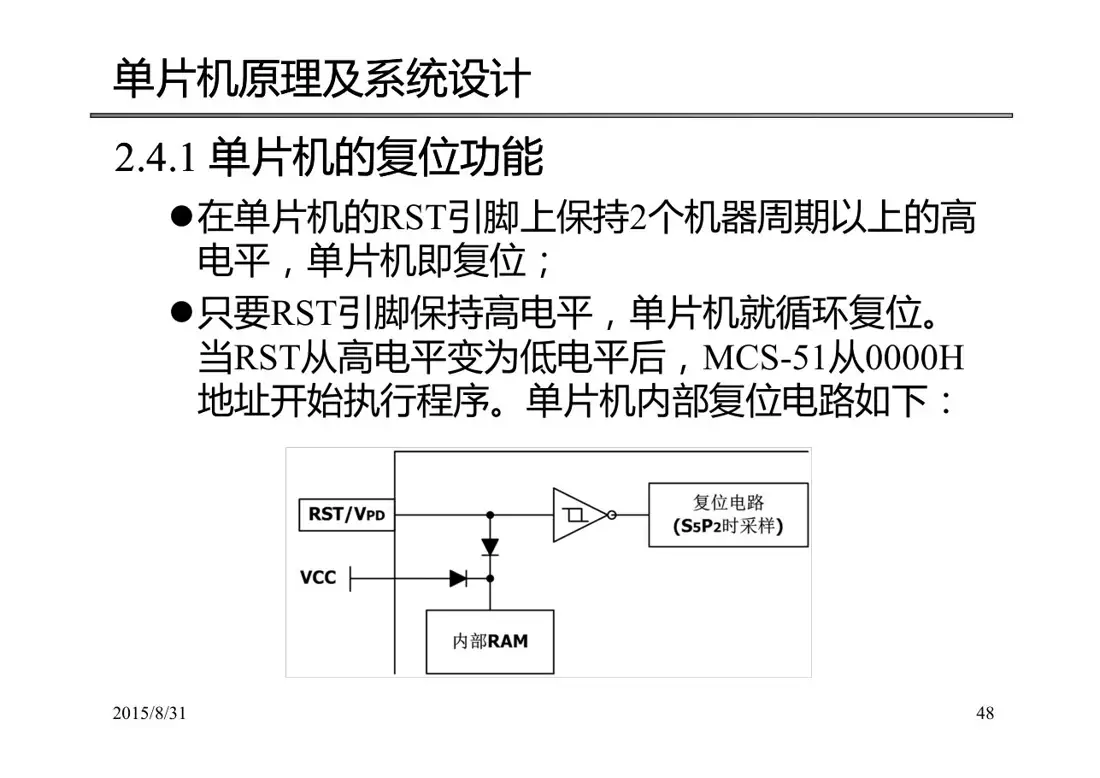 单片机原理及系统设计
2.4.1 单片机的复位功能
●在单片机的RST引脚上保持2个机器周期以上的高
电平，单片机即复位；
●只要RST引脚保持高电平，单片机就循环复位。
当RST从高电平变为低电平后，MCS-51从0000H
地址开始执行程序。单片机内部复位电路如下：
RST/VPD
复位电路
(S5P2时采样)
VCC
内部RAM
2015/8/31
48